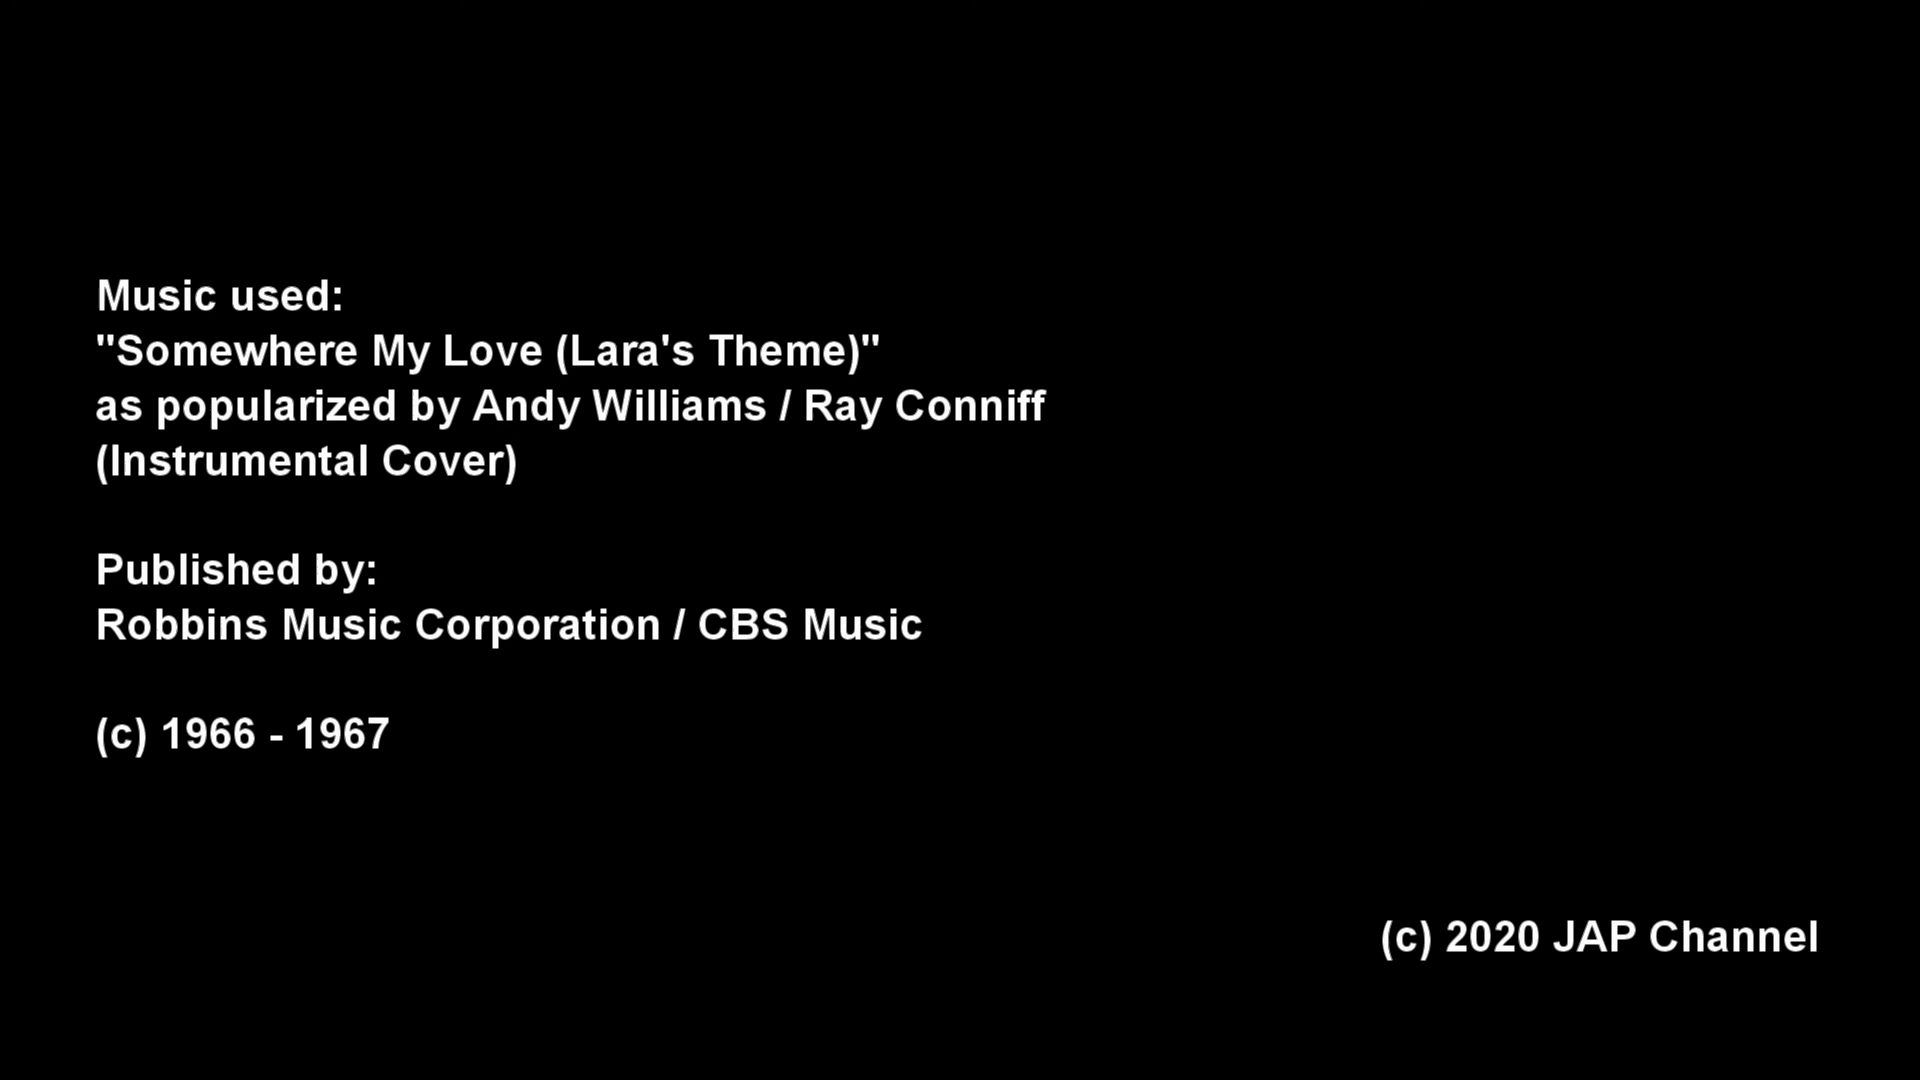 Music used:
"Somewhere My Love (Lara's Theme)"
as popularized by Andy Williams / Ray Conniff
(Instrumental Cover)
Published by:
Robbins Music Corporation / CBS Music
(c) 1966 - 1967
(c) 2020 JAP Channel